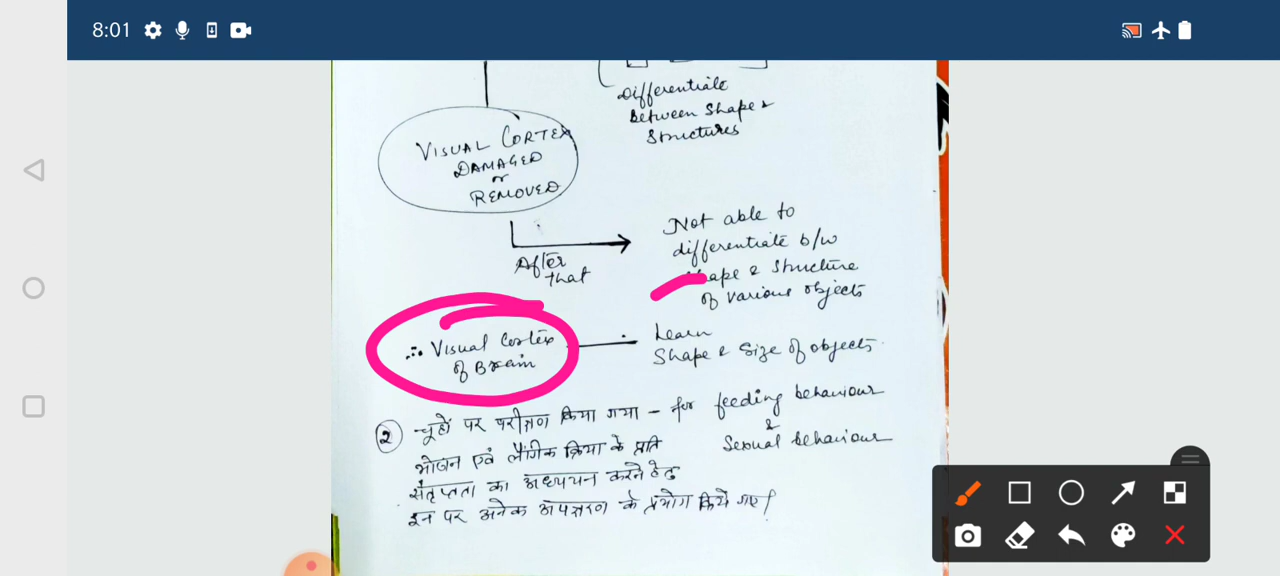 8:01
Differentiate
between shape &
structures
VISUAL CORTEX
DAMAGED
or
REMOVED
After
that
Not able to
differentiate b/w
shape & structure
of various objects
∴ Visual Cortex
of Brain
Learn
Shape & Size of objects.
② चूहों पर परीक्षण किया गया - for feeding behaviour
&
Sexual behaviour
भोजन एवं लैंगिक क्रिया के प्रति
संतृप्तता का अध्ययन करने हेतु
इन पर अनेक अपक्षरण के प्रयोग किये गए।